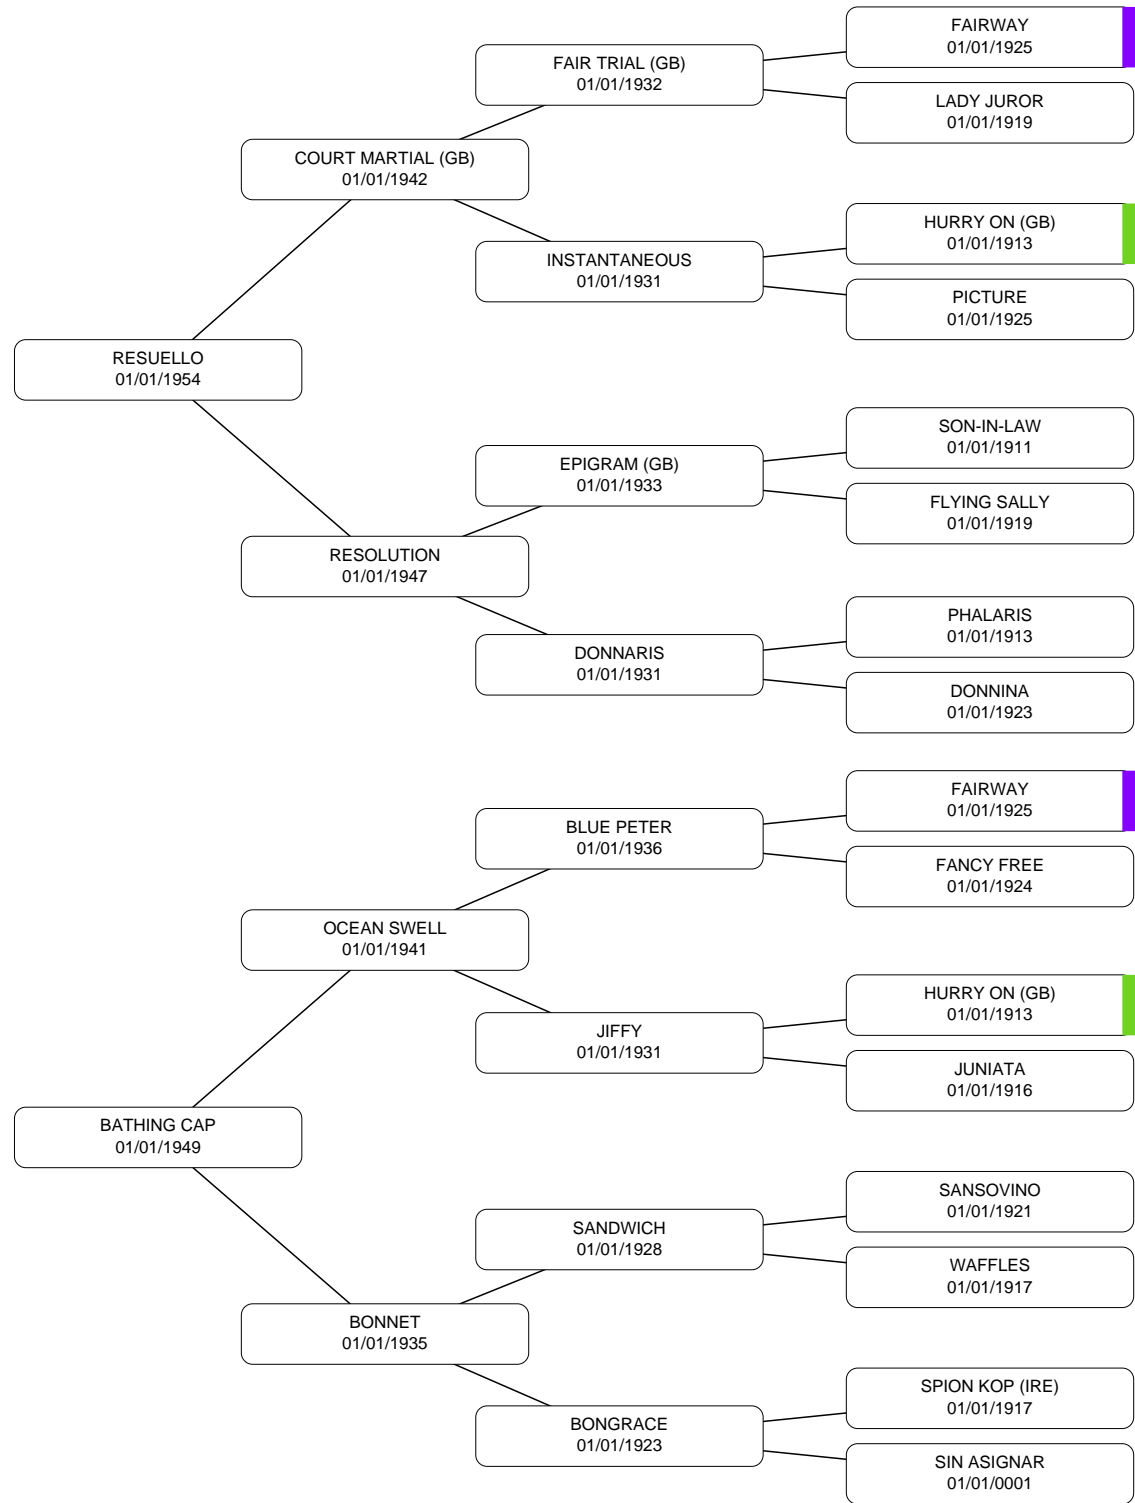 FAIRWAY
01/01/1925
FAIR TRIAL (GB)
01/01/1932
LADY JUROR
01/01/1919
COURT MARTIAL (GB)
01/01/1942
HURRY ON (GB)
01/01/1913
INSTANTANEOUS
01/01/1931
PICTURE
01/01/1925
RESUELLO
01/01/1954
SON-IN-LAW
01/01/1911
EPIGRAM (GB)
01/01/1933
FLYING SALLY
01/01/1919
RESOLUTION
01/01/1947
PHALARIS
01/01/1913
DONNARIS
01/01/1931
DONNINA
01/01/1923
FAIRWAY
01/01/1925
BLUE PETER
01/01/1936
FANCY FREE
01/01/1924
OCEAN SWELL
01/01/1941
HURRY ON (GB)
01/01/1913
JIFFY
01/01/1931
JUNIATA
01/01/1916
BATHING CAP
01/01/1949
SANSOVINO
01/01/1921
SANDWICH
01/01/1928
WAFFLES
01/01/1917
BONNET
01/01/1935
SPION KOP (IRE)
01/01/1917
BONGRACE
01/01/1923
SIN ASIGNAR
01/01/0001